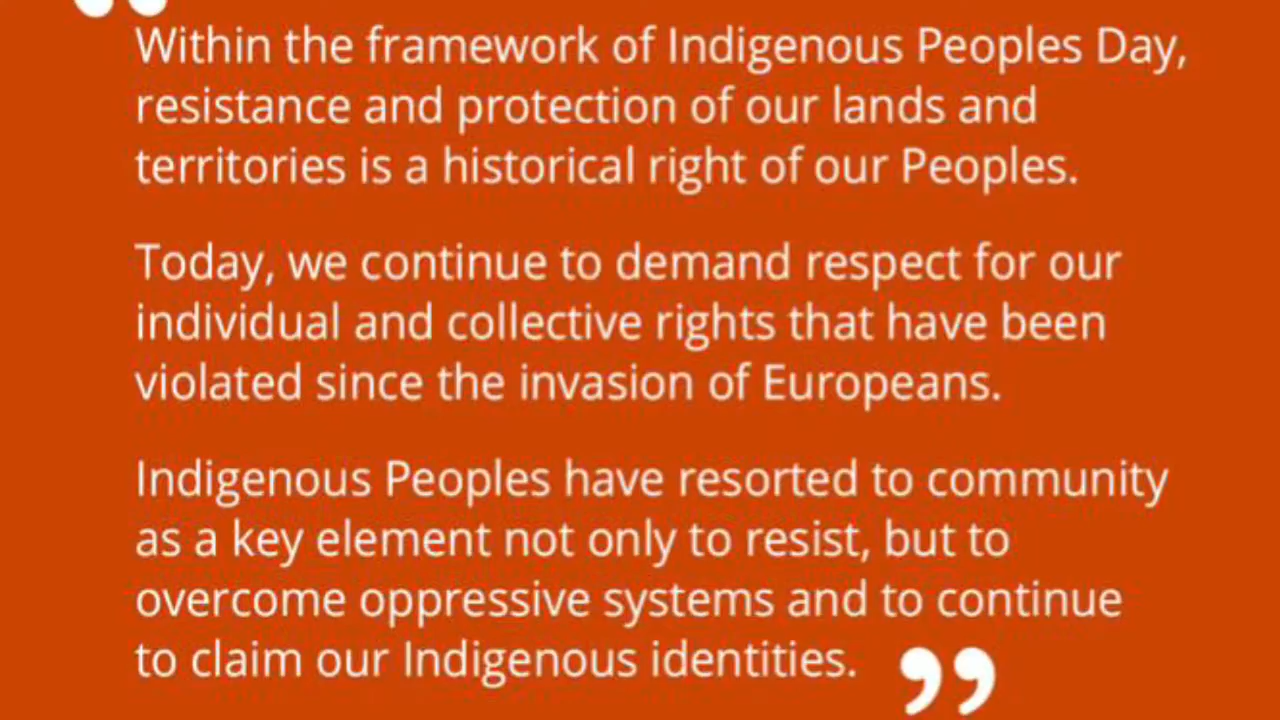 Within the framework of Indigenous Peoples Day,
resistance and protection of our lands and
territories is a historical right of our Peoples.
Today, we continue to demand respect for our
individual and collective rights that have been
violated since the invasion of Europeans.
Indigenous Peoples have resorted to community
as a key element not only to resist, but to
overcome oppressive systems and to continue
to claim our Indigenous identities. ”